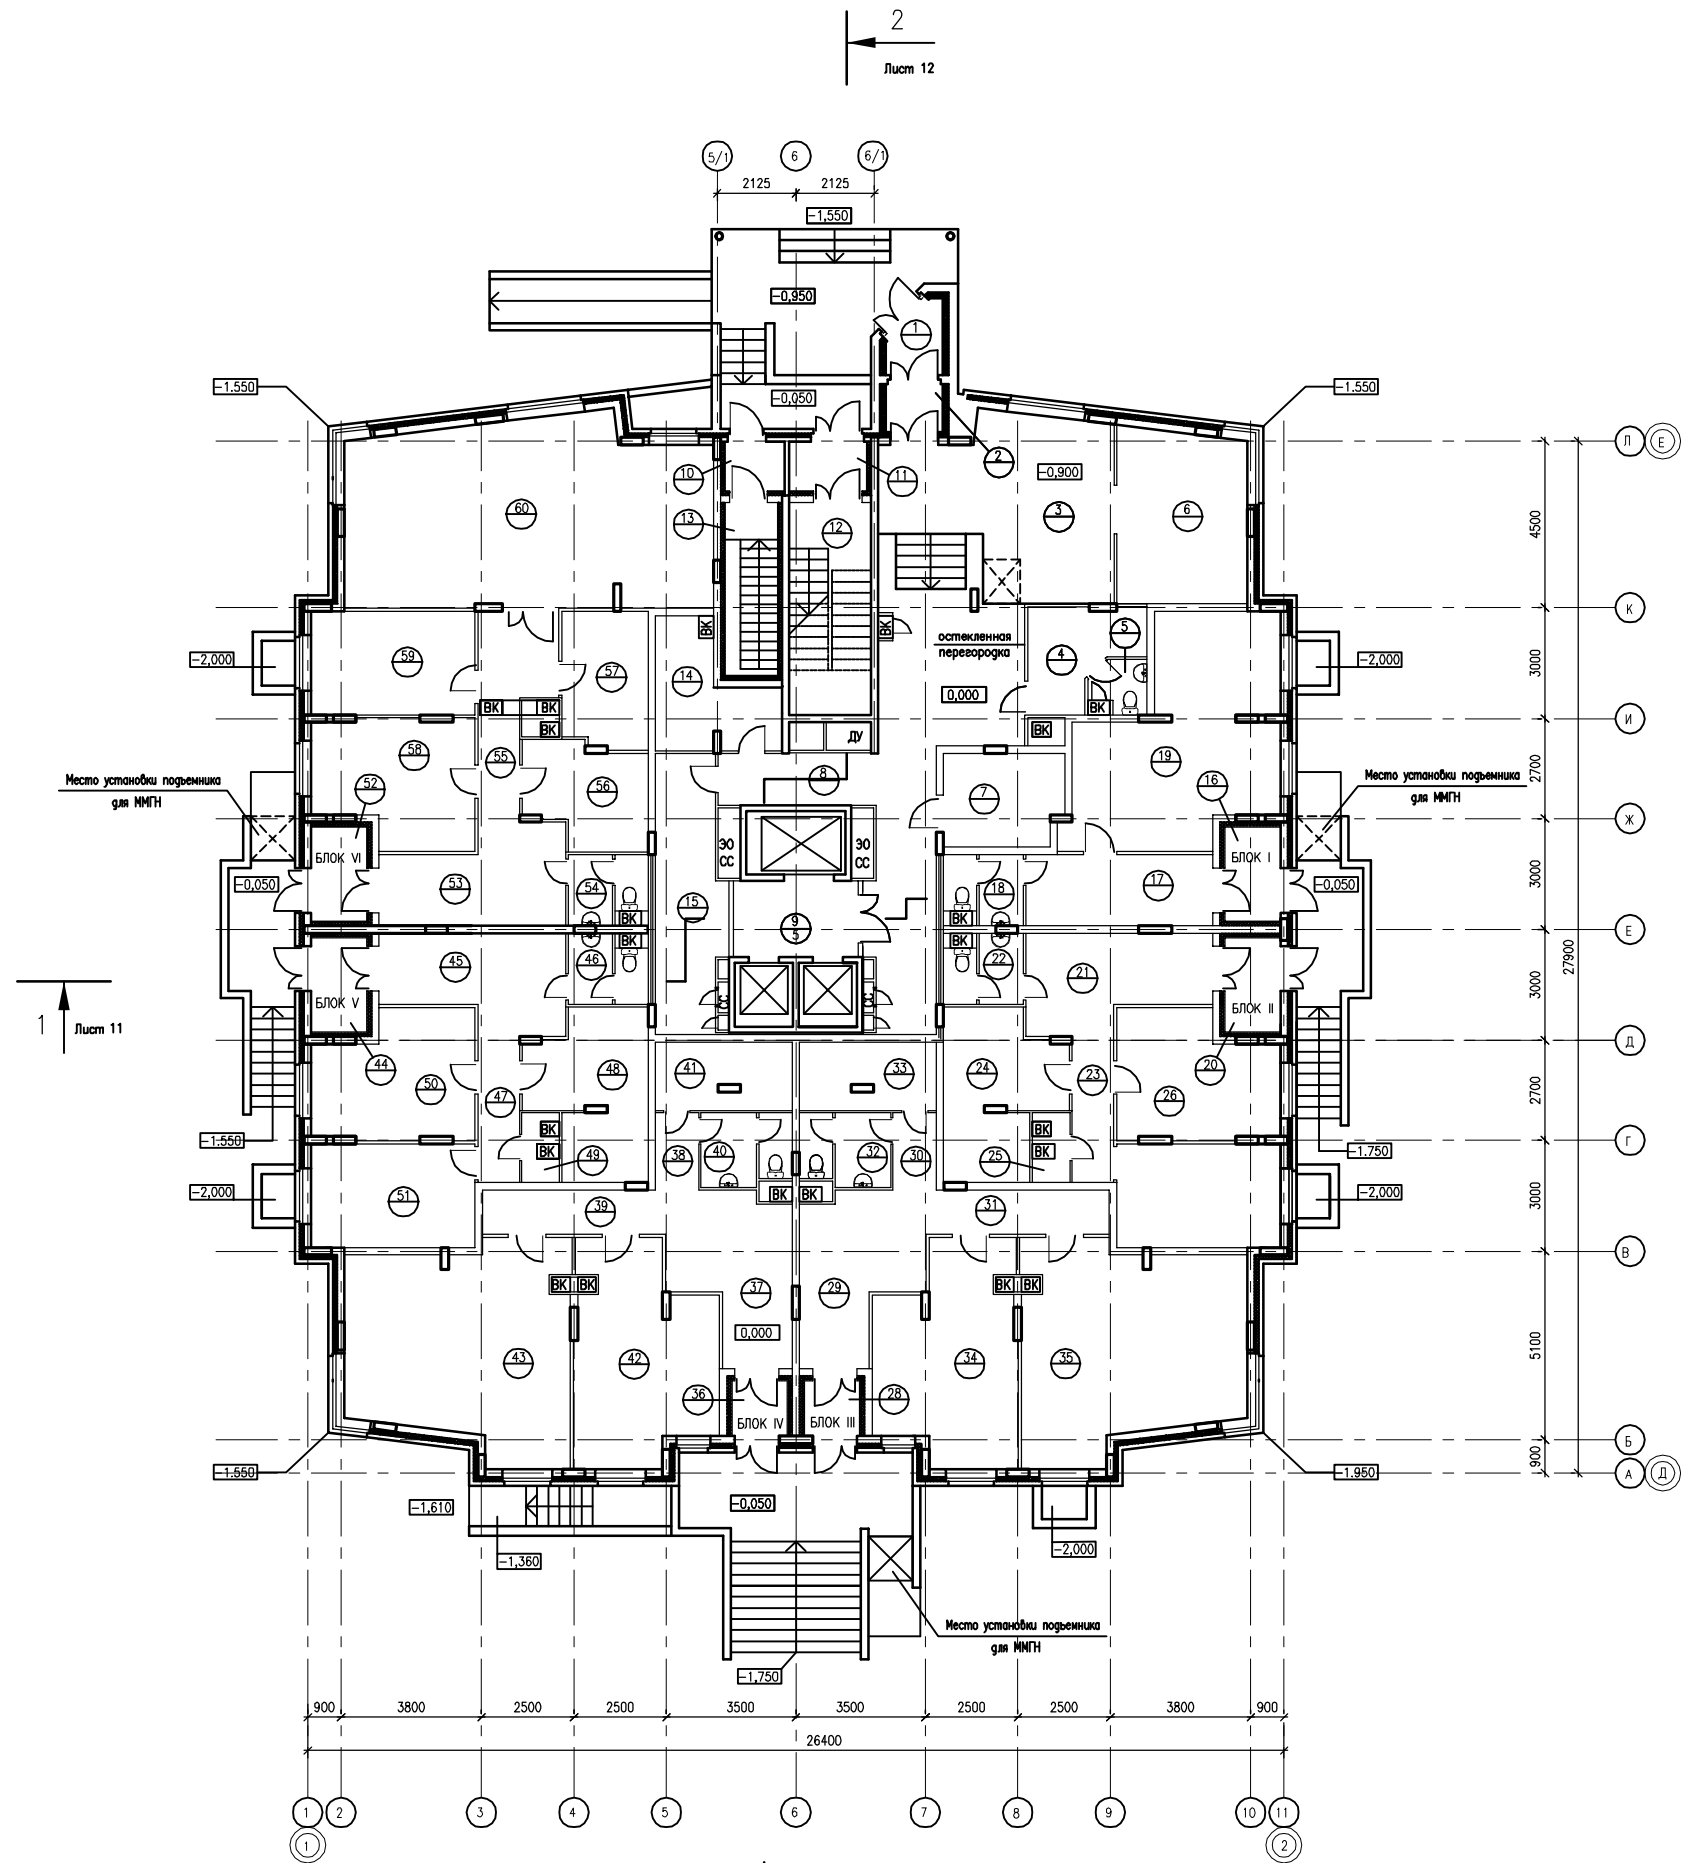 2
Лист 12
5/1 6 6/1
2125 2125
-1,550
-0,950
1
-1.550 -0,050 -1.550
Л Е
10 11 2 -0,900
60 13 12 3 6
4500
К
ВК ВК остекленная
перегородка
5
-2,000 59 57 14 4 -2,000
3000
0,000
ВК ВК ВК ВК
ВК ДУ ВК И
58 55 19
Место установки подъемника
для ММГН
52 56 8 7 16
Место установки подъемника
для ММГН
2700
Ж
БЛОК VI ЭО
СС ЭО
СС БЛОК I
-0,050 53 54 18 17 -0,050
3000
15
ВК ВК
9
5
Е
ВК ВК
45 46 22 21
27900
3000
БЛОК V СС СС БЛОК II
1
Лист 11
Д
44 50 48 41 33 24 23 20
47 26
2700
-1.550 ВК ВК Г
ВК ВК
-1.750
49 38 40 32 30 25
-2,000 51 ВК ВК -2,000
39 31
3000
В
ВК ВК ВК ВК
37 29
0,000
43 42 34 35
5100
36 28
БЛОК IV БЛОК III
Б
-1.550 -1.950
900
А Д
-1,610 -0,050
-1,360 -2,000
Место установки подъемника
для ММГН
-1,750
900 3800 2500 2500 3500 3500 2500 2500 3800 900
26400
1 2 3 4 5 6 7 8 9 10 11
1 2